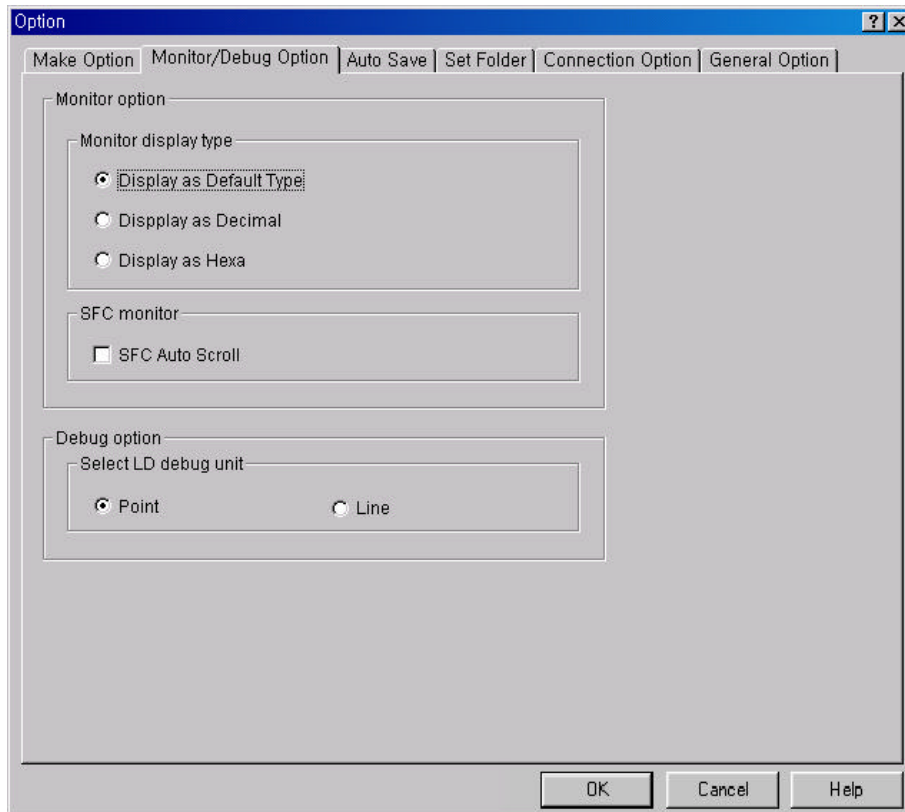 Option
Make Option Monitor/Debug Option Auto Save Set Folder Connection Option General Option
Monitor option
Monitor display type
Display as Default Type
Dispplay as Decimal
Display as Hexa
SFC monitor
SFC Auto Scroll
Debug option
Select LD debug unit
Point Line
OK Cancel Help